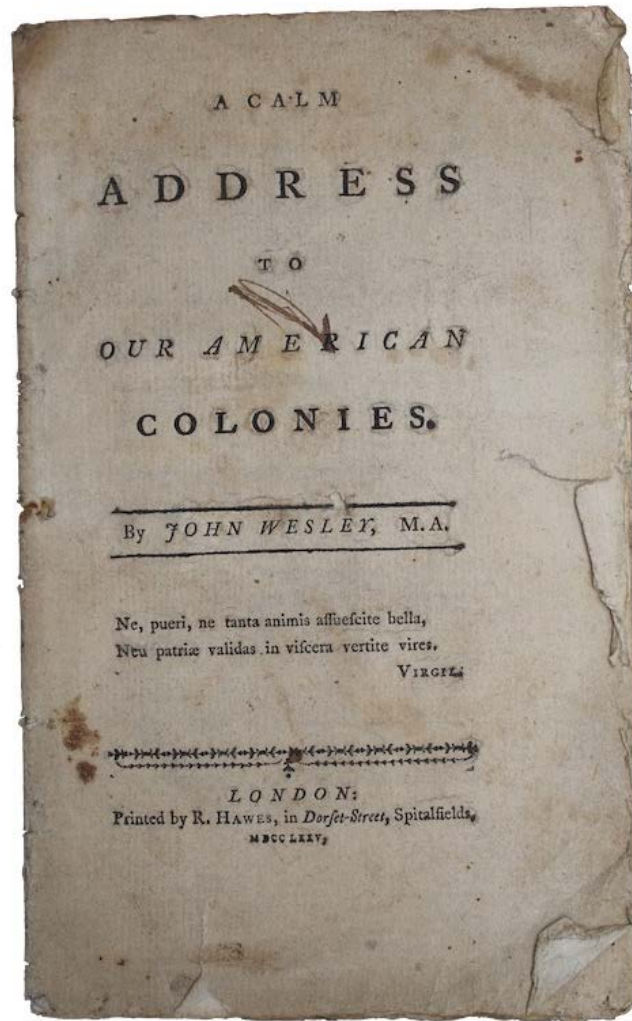 A CALM
ADDRESS
TO
OUR AMERICAN
COLONIES.
By JOHN WESLEY, M.A.
Ne, pueri, ne tanta animis aſſueſcite bella,
Neu patriæ validas in viſcera vertite vires.
VIRGIL.
LONDON:
Printed by R. HAWES, in Dorſet-Street, Spitalfields,
MDCCLXXV,